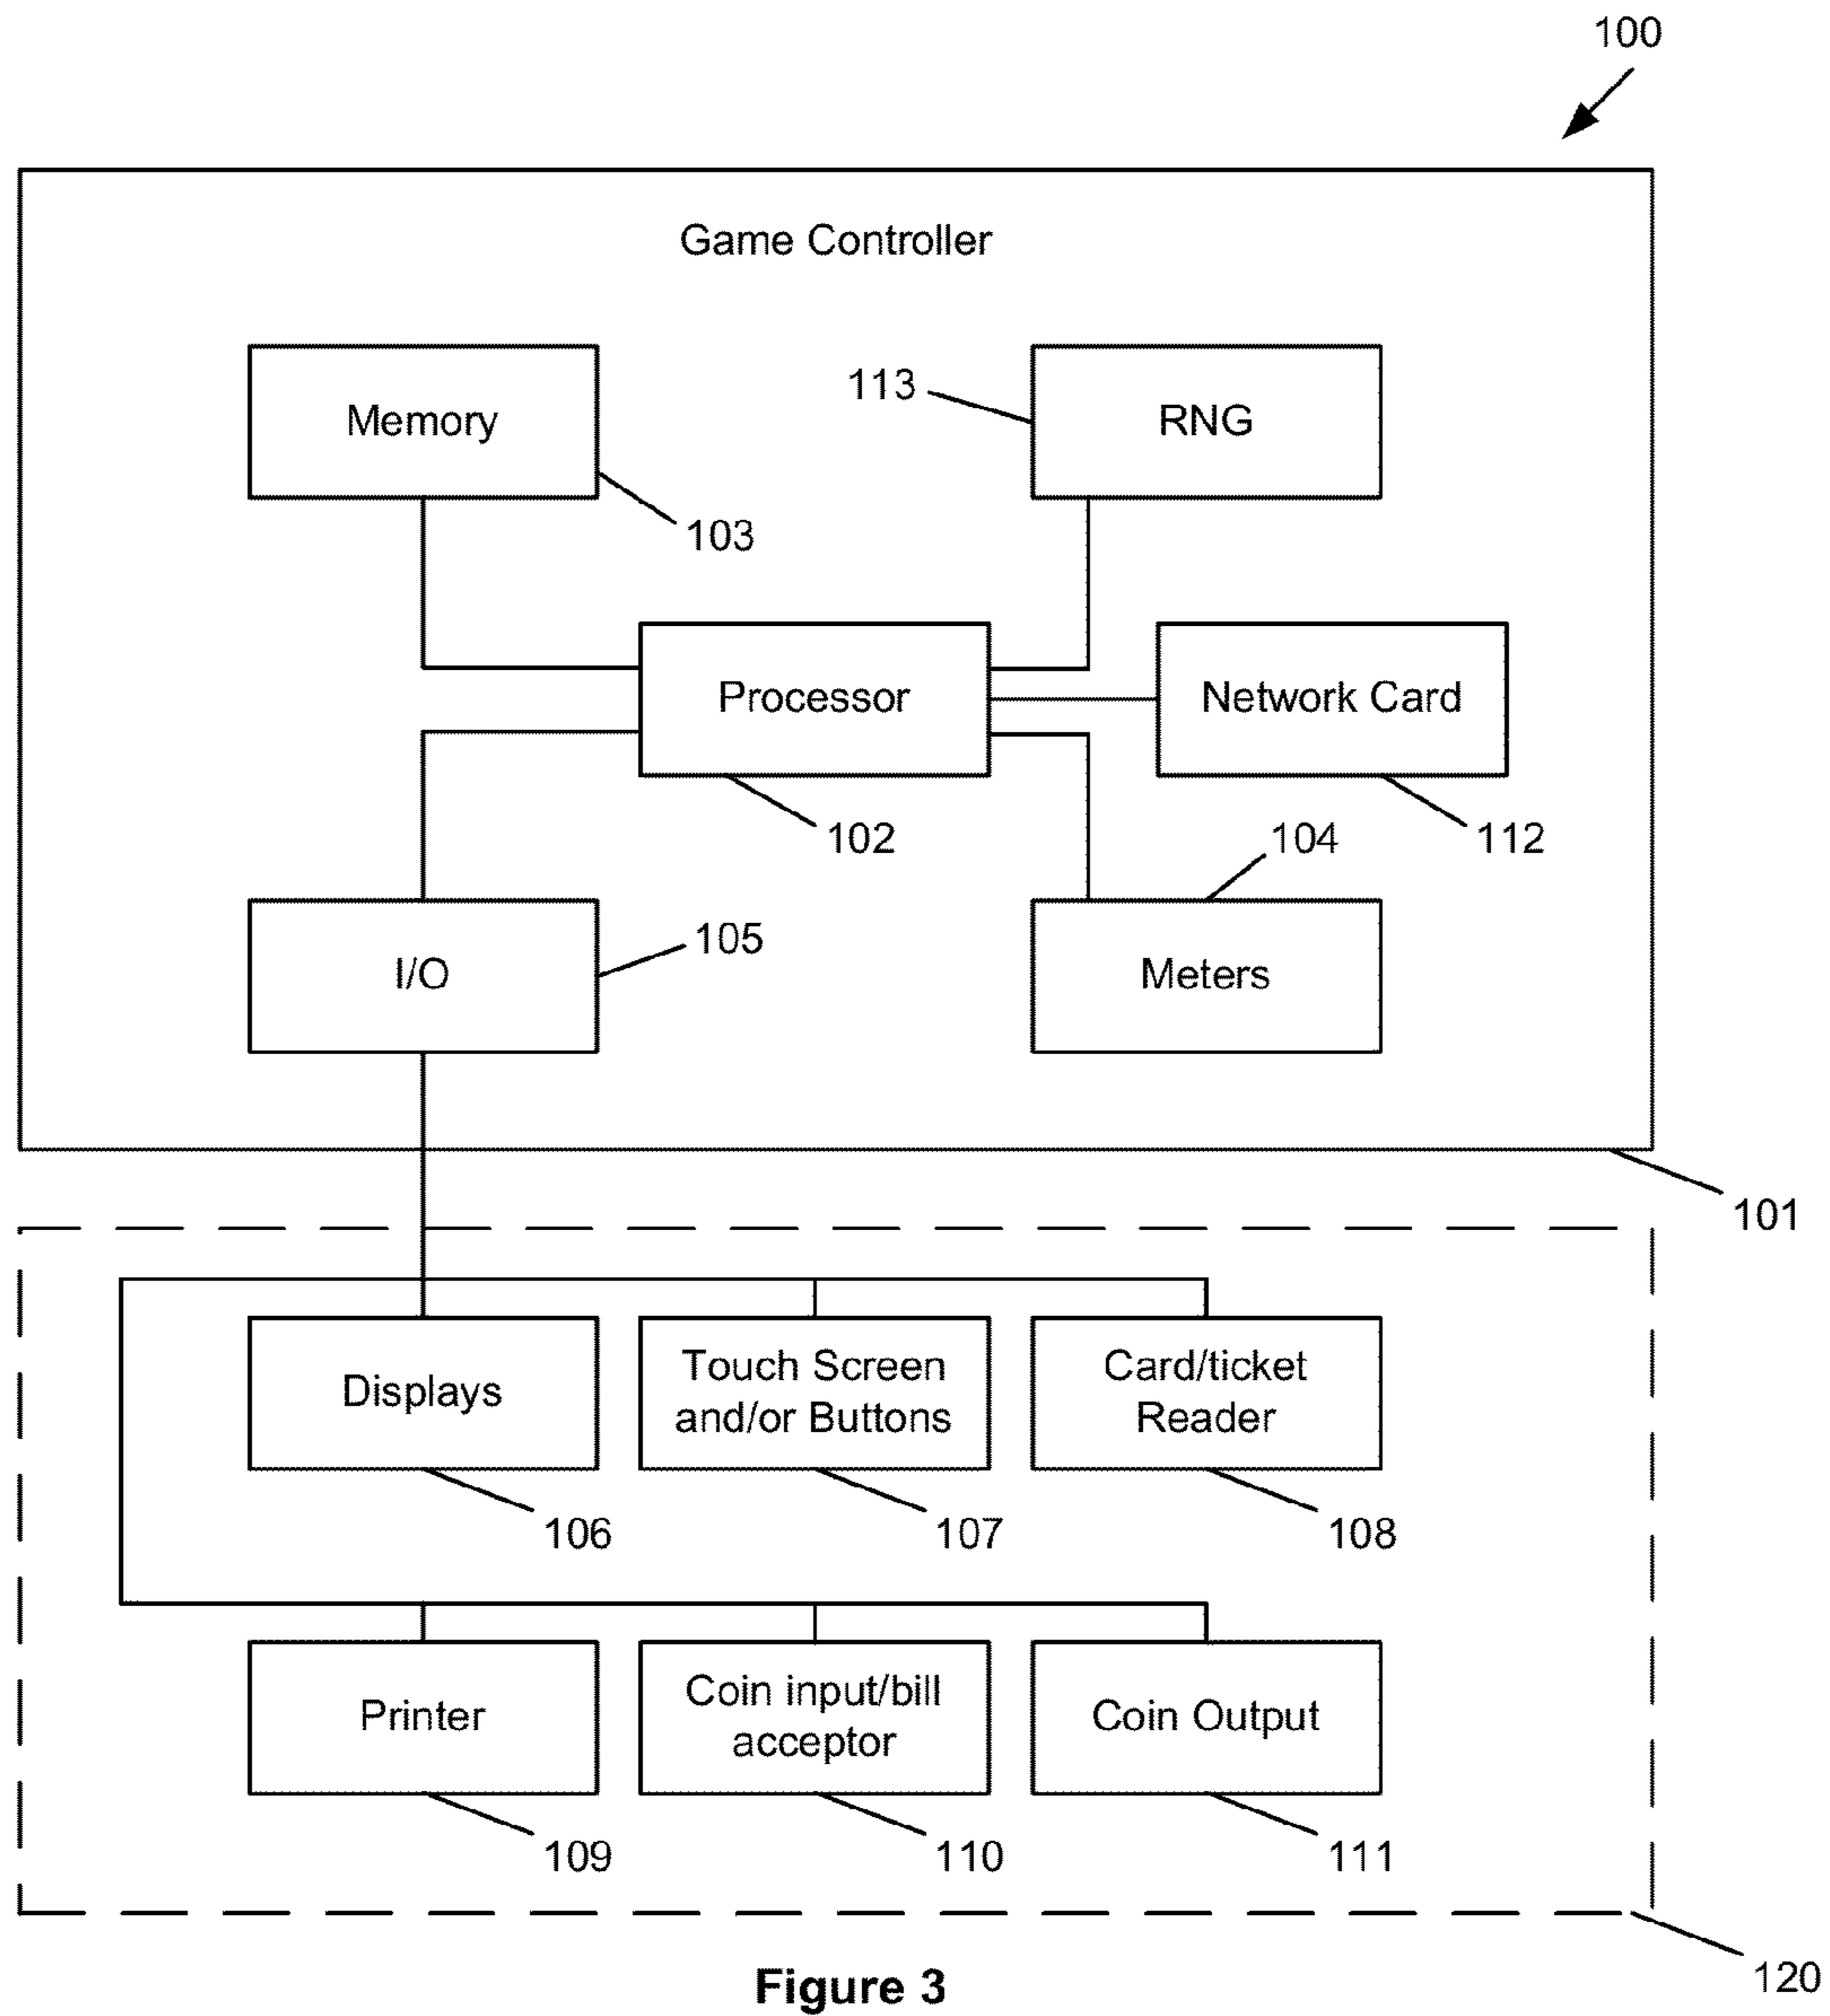 100
Game Controller
Memory
113
RNG
103
Processor
Network Card
102
104
112
I/O
105
Meters
101
Displays
Touch Screen
and/or Buttons
Card/ticket
Reader
106
107
108
Printer
Coin input/bill
acceptor
Coin Output
109
110
111
120
Figure 3